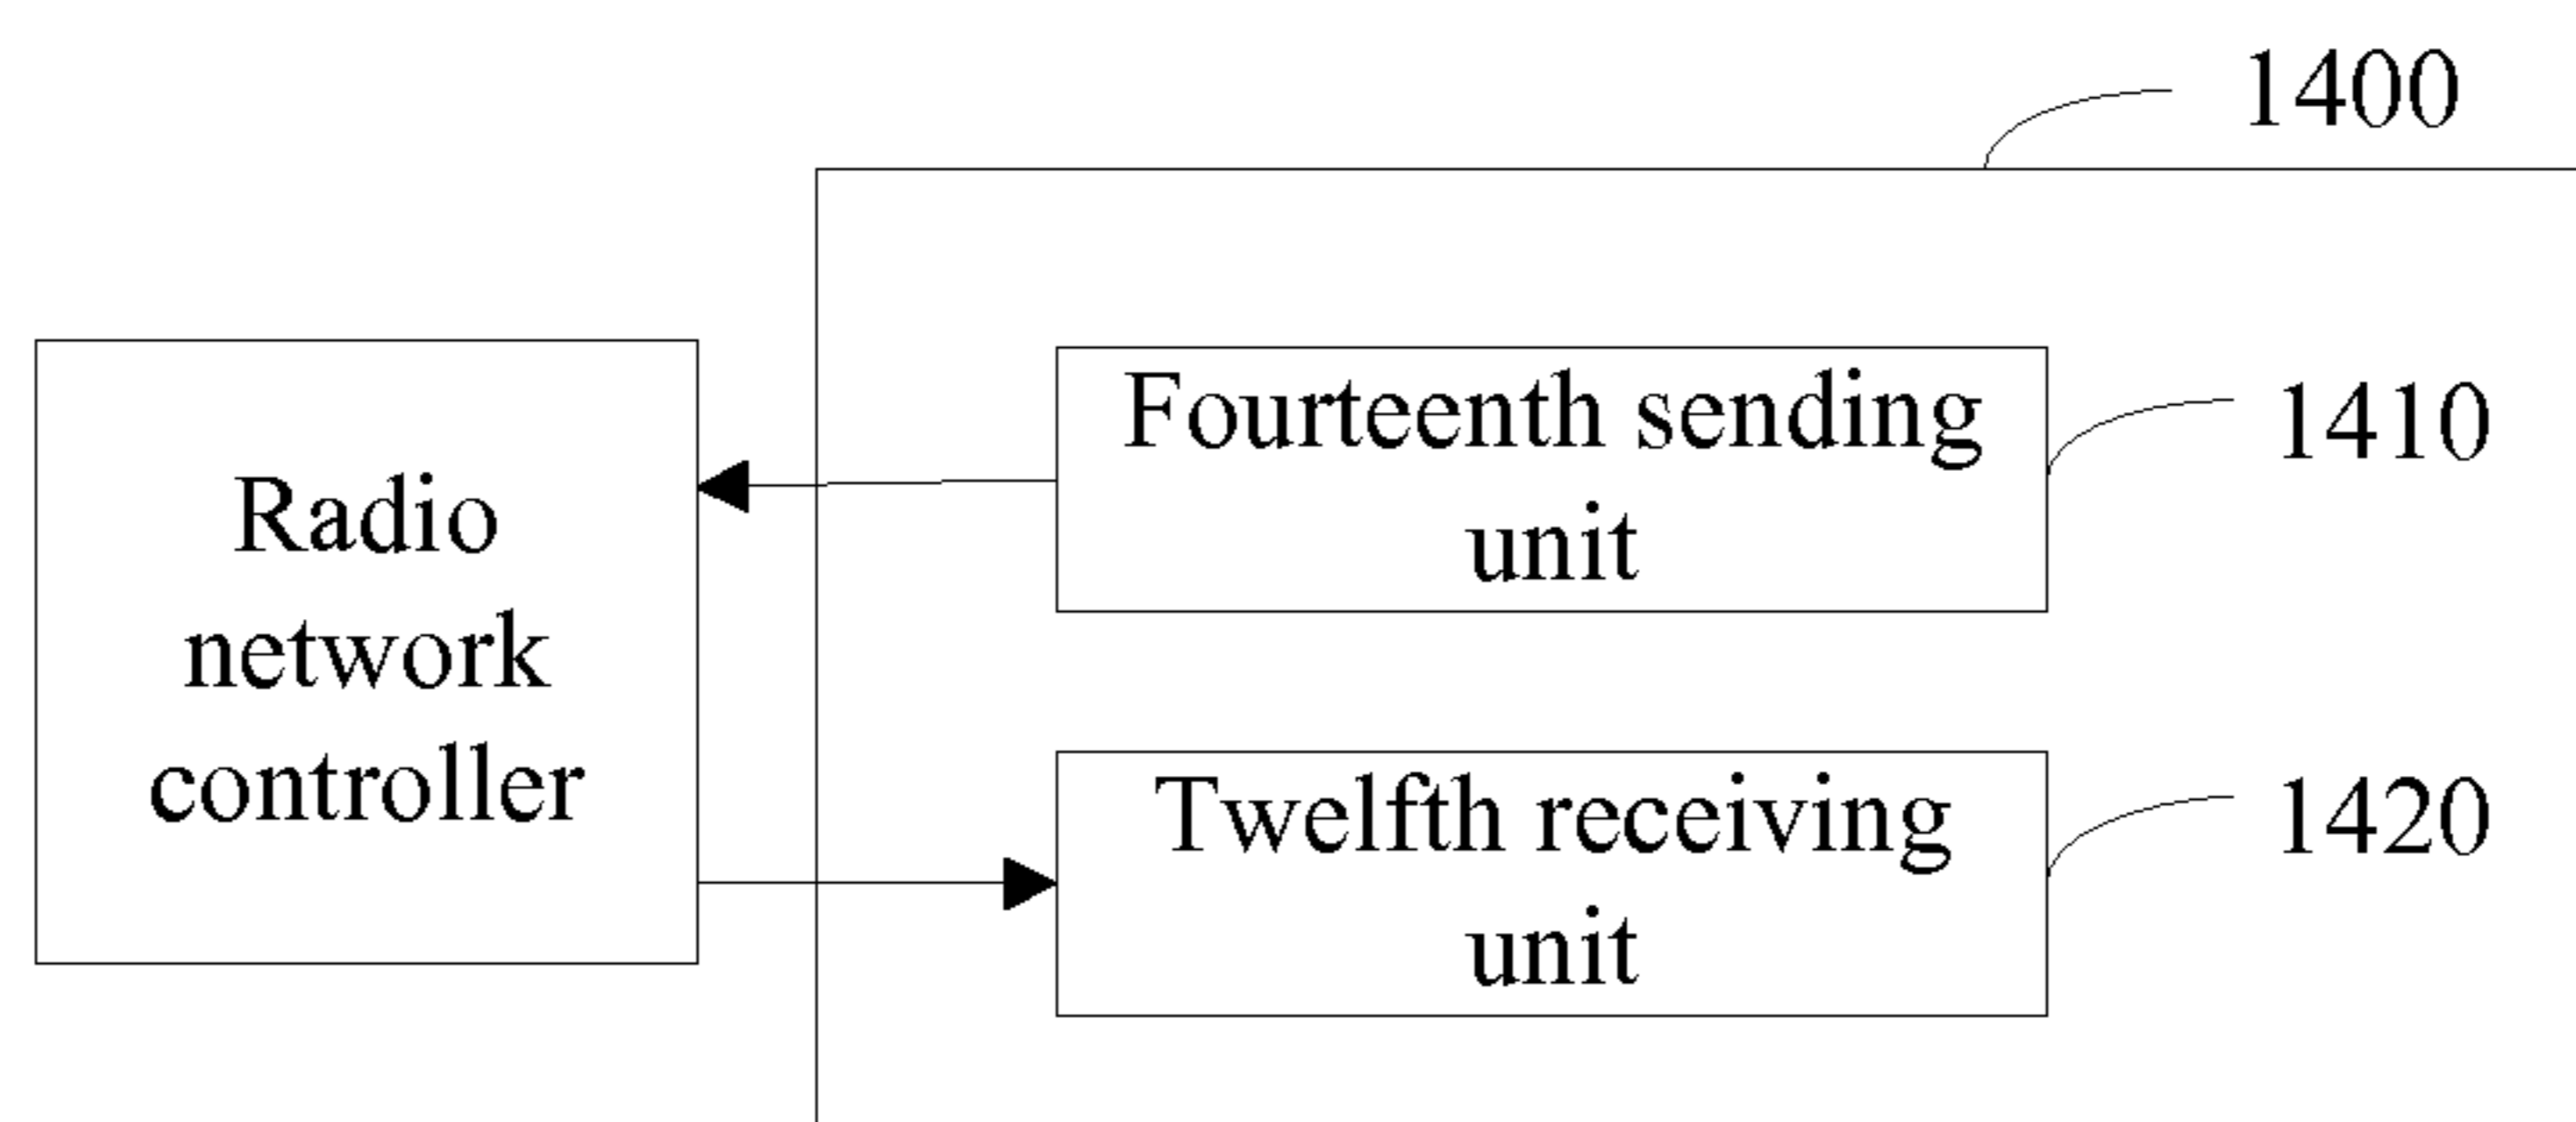 1400
Radio
network
controller
Fourteenth sending
unit
1410
Twelfth receiving
unit
1420